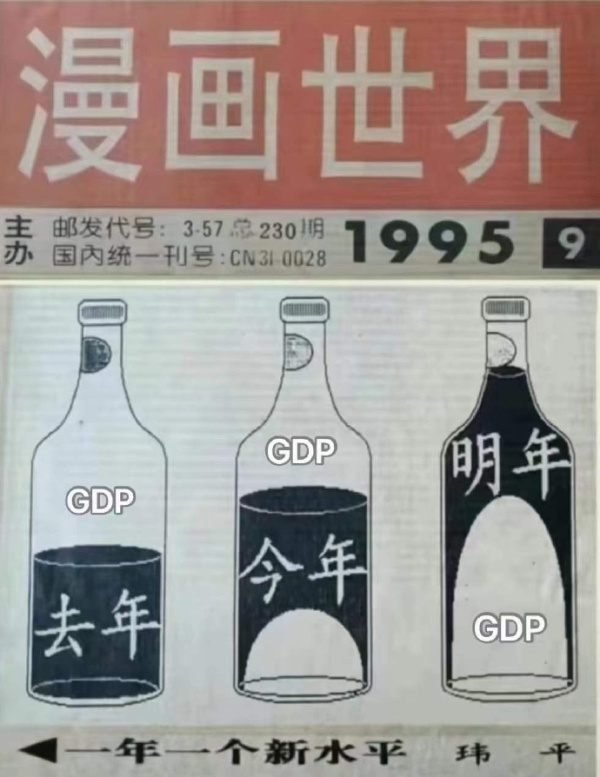 漫画世界
主办
邮发代号: 3-57 总230期
国内统一刊号:CN31-0028
1995
9
GDP
去年
GDP
今年
明年
GDP
一年一个新水平 玮 平